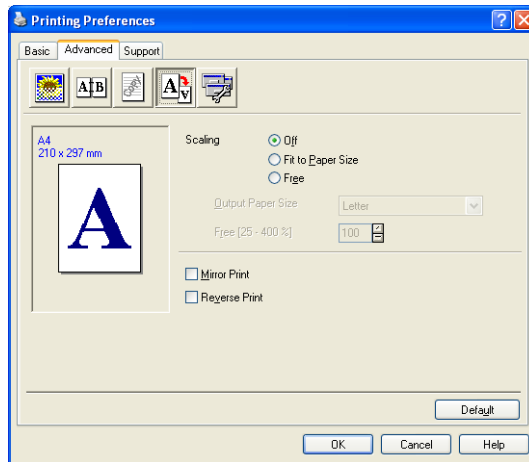 Printing Preferences
Basic Advanced Support
A B
Copy
A
A4
210 x 297 mm
A
Scaling
Off
Fit to Paper Size
Free
Output Paper Size Letter
Free [25 - 400 %] 100
Mirror Print
Reverse Print
Default
OK Cancel Help